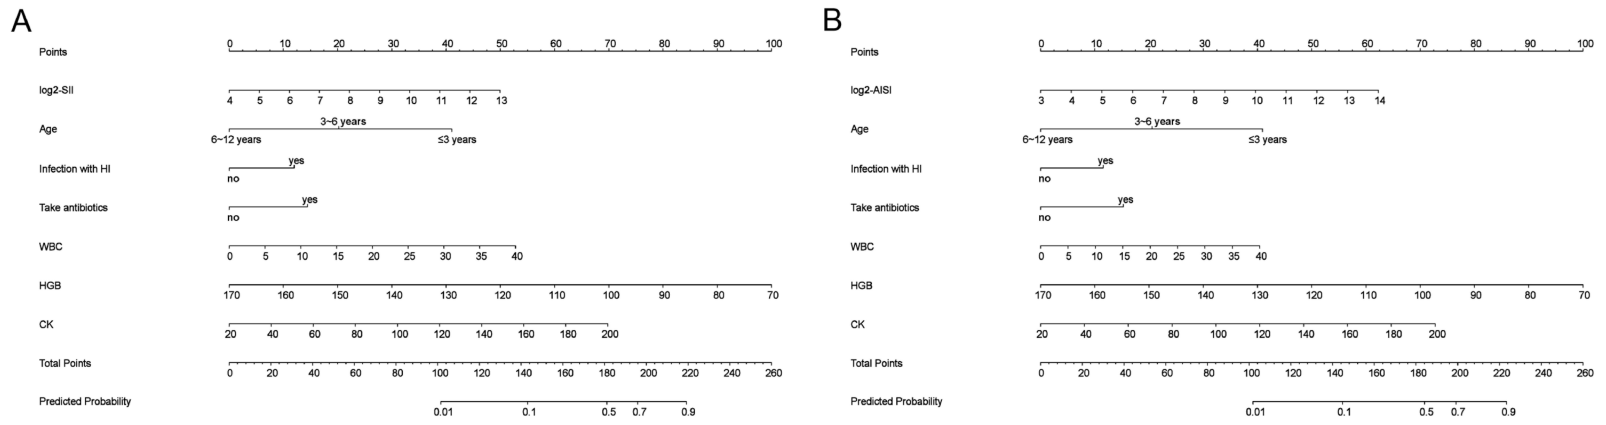 A
Points 0 10 20 30 40 50 60 70 80 90 100
log2-SII 4 5 6 7 8 9 10 11 12 13
Age 6~12 years 3~6 years ≤3 years
Infection with HI no yes
Take antibiotics no yes
WBC 0 5 10 15 20 25 30 35 40
HGB 170 160 150 140 130 120 110 100 90 80 70
CK 20 40 60 80 100 120 140 160 180 200
Total Points 0 20 40 60 80 100 120 140 160 180 200 220 240 260
Predicted Probability 0.01 0.1 0.5 0.7 0.9
B
Points 0 10 20 30 40 50 60 70 80 90 100
log2-AISI 3 4 5 6 7 8 9 10 11 12 13 14
Age 6~12 years 3~6 years ≤3 years
Infection with HI no yes
Take antibiotics no yes
WBC 0 5 10 15 20 25 30 35 40
HGB 170 160 150 140 130 120 110 100 90 80 70
CK 20 40 60 80 100 120 140 160 180 200
Total Points 0 20 40 60 80 100 120 140 160 180 200 220 240 260
Predicted Probability 0.01 0.1 0.5 0.7 0.9